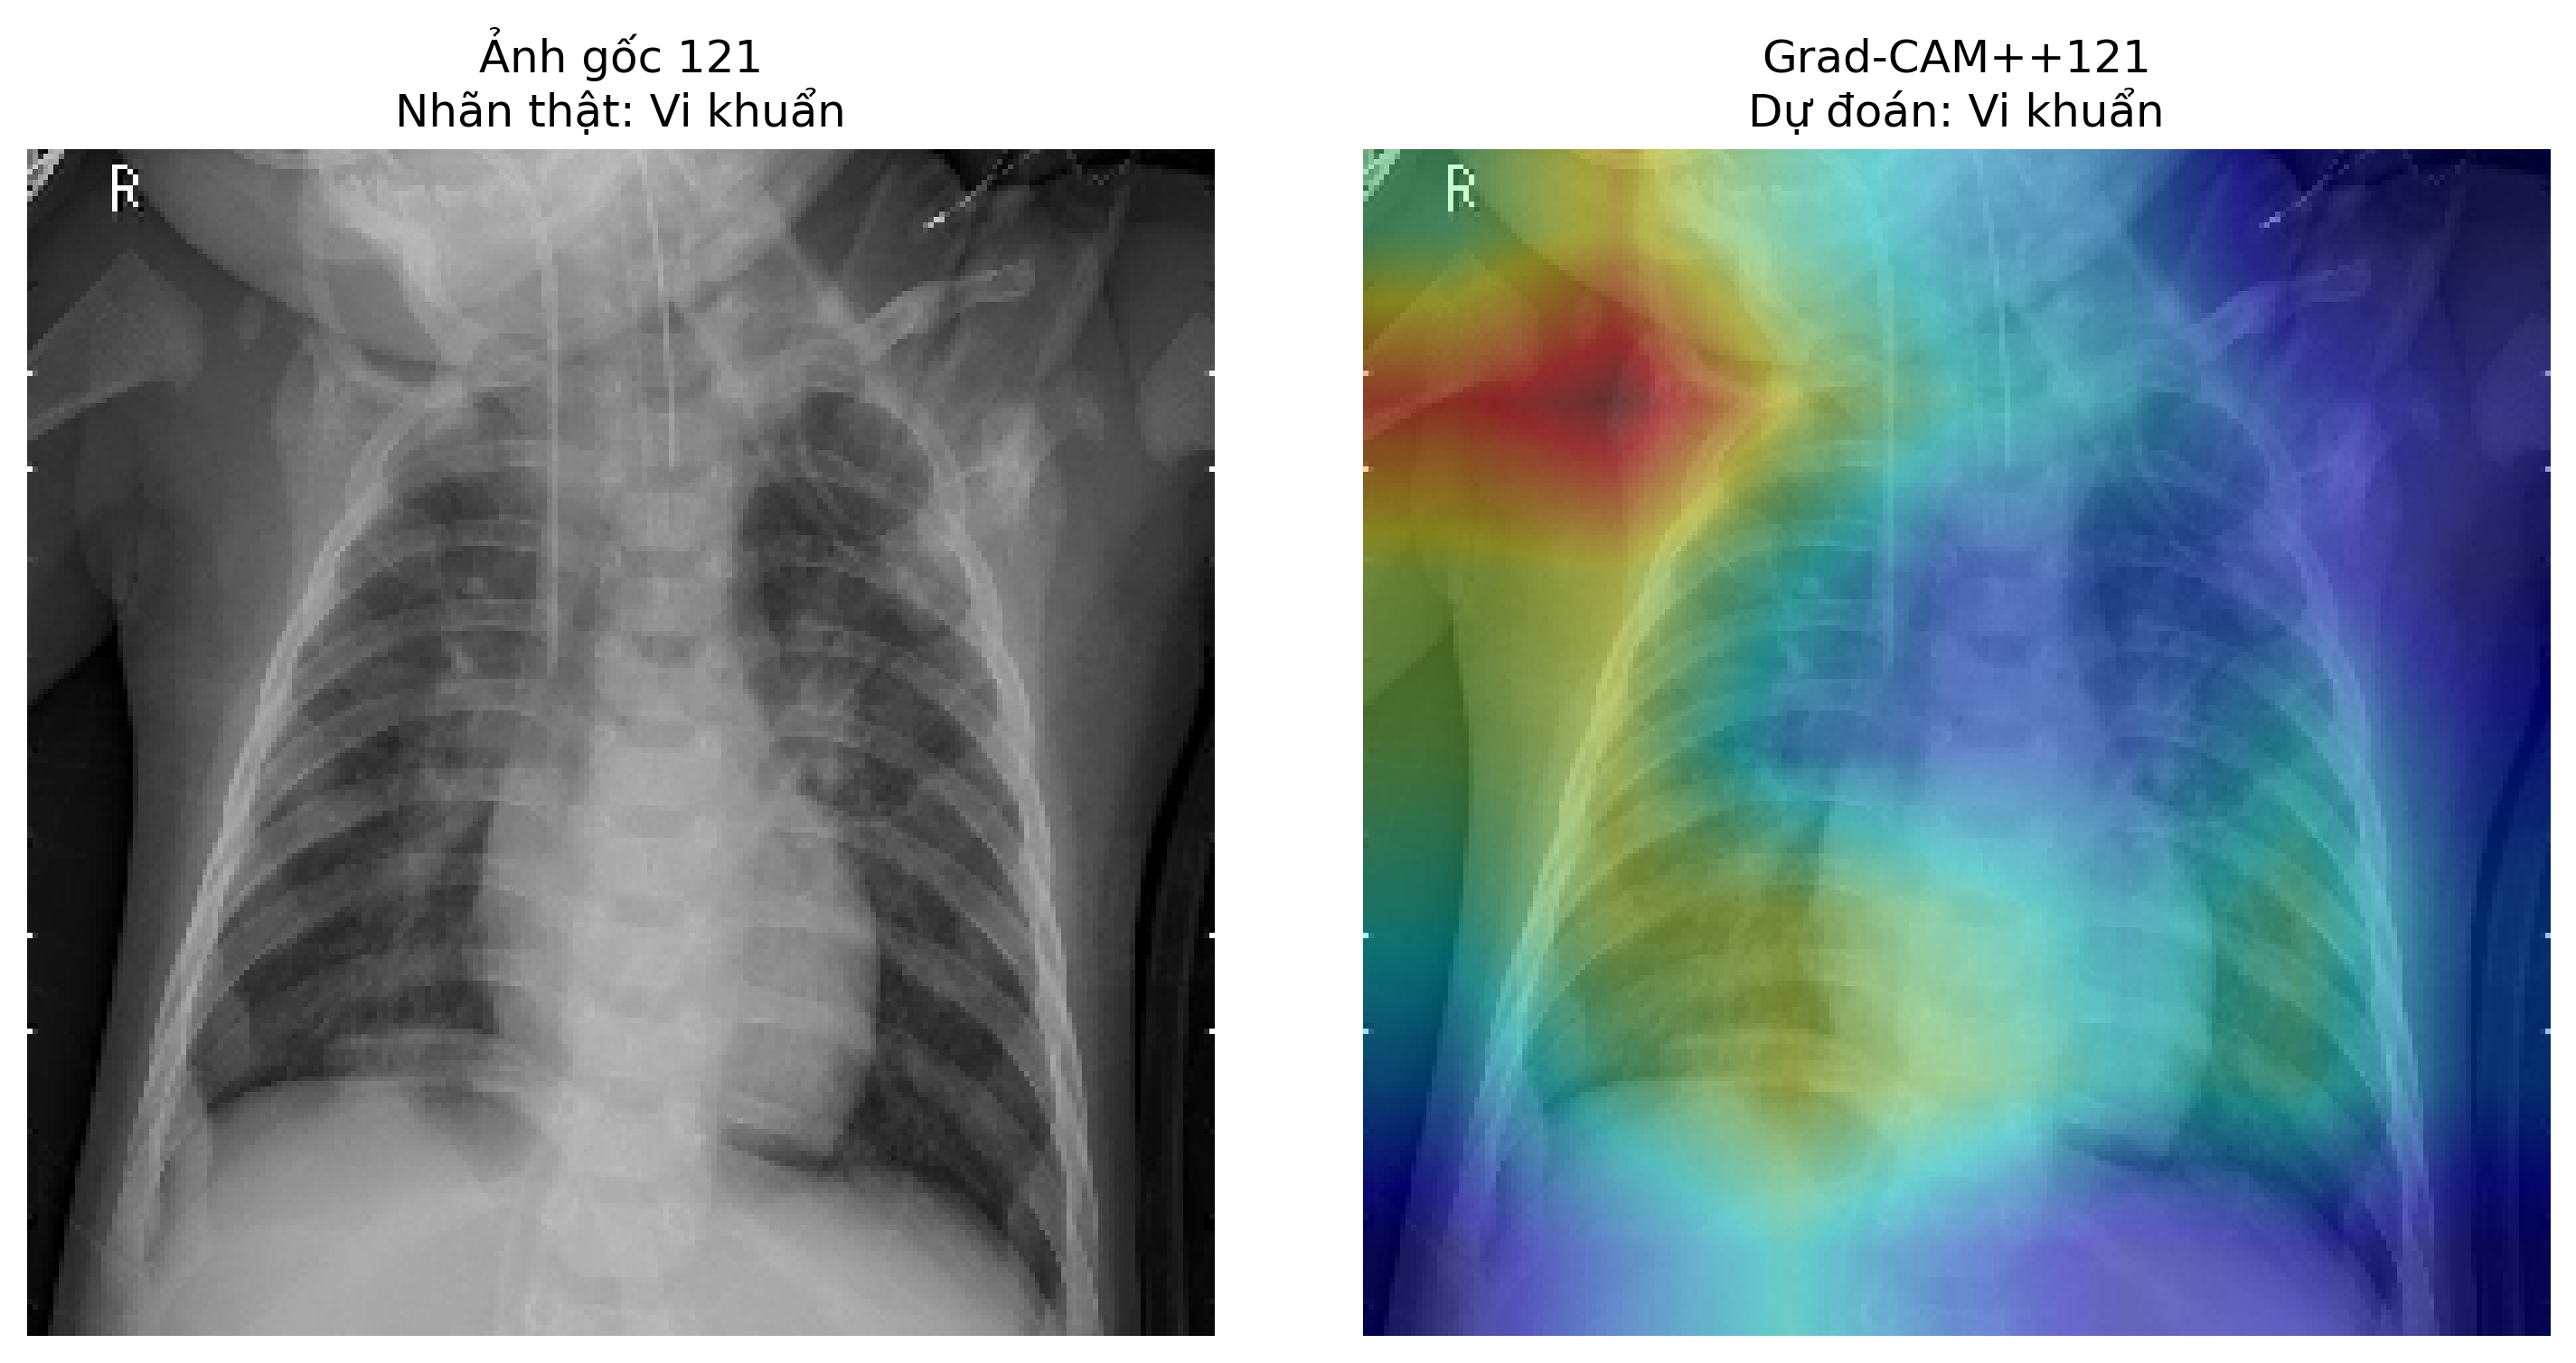 Ảnh gốc 121
Nhãn thật: Vi khuẩn
R
Grad-CAM++121
Dự đoán: Vi khuẩn
R